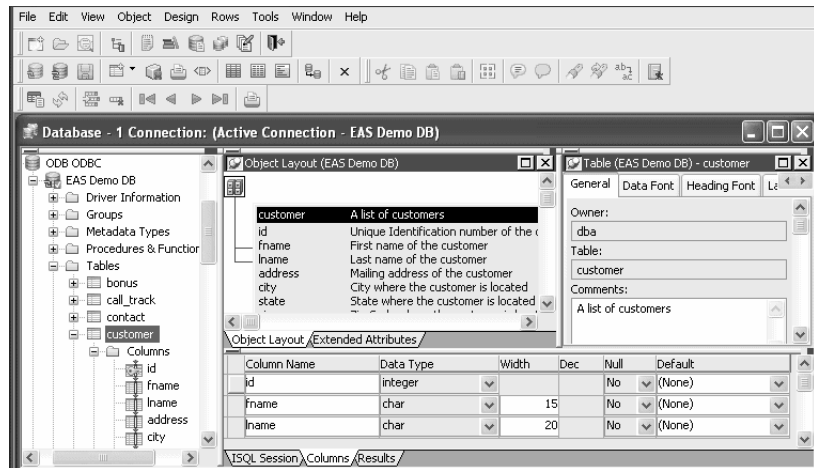 File Edit View Object Design Rows Tools Window Help
Database - 1 Connection: (Active Connection - EAS Demo DB)
ODB ODBC
EAS Demo DB
Driver Information
Groups
Metadata Types
Procedures & Function
Tables
bonus
call_track
contact
customer
Columns
id
fname
lname
address
city
Object Layout (EAS Demo DB)
customer A list of customers
id Unique Identification number of the c
fname First name of the customer
lname Last name of the customer
address Mailing address of the customer
city City where the customer is located
state State where the customer is located
Object Layout Extended Attributes
Table (EAS Demo DB) - customer
General Data Font Heading Font
Owner:
dba
Table:
customer
Comments:
A list of customers
Column Name Data Type Width Dec Null Default
id integer No (None)
fname char 15 No (None)
lname char 20 No (None)
ISQL Session Columns Results